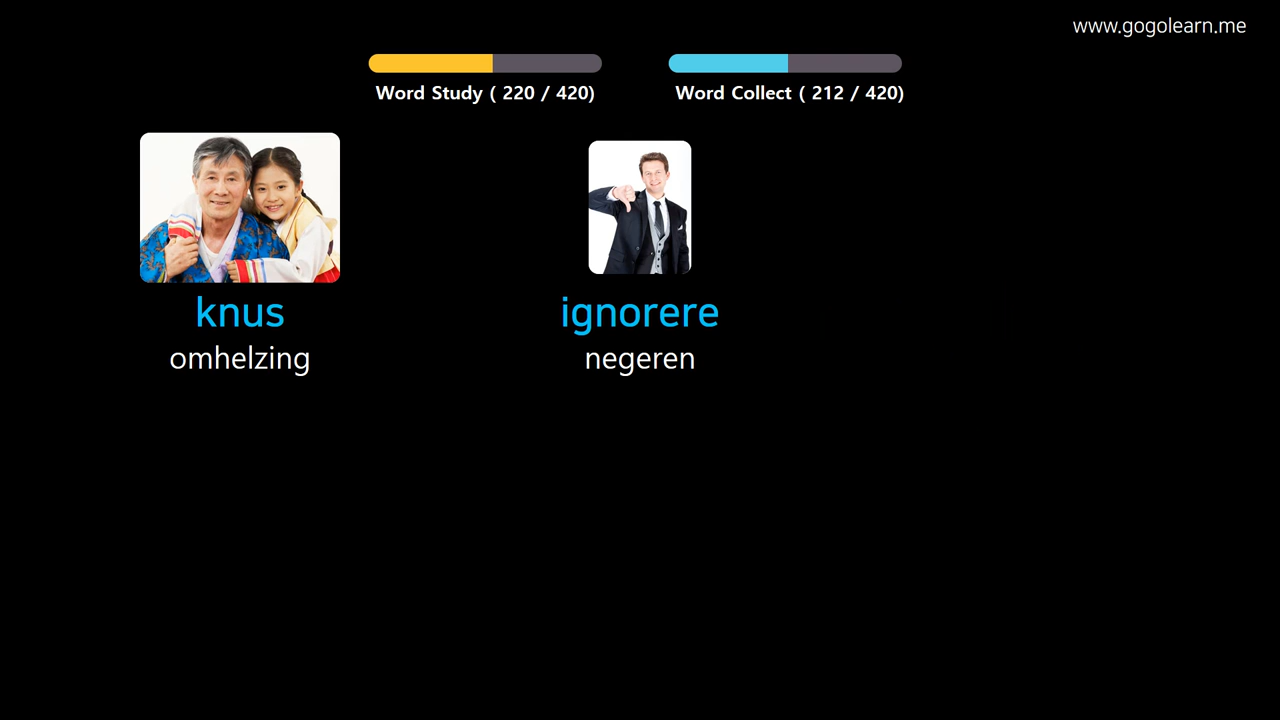 www.gogolearn.me
Word Study ( 220 / 420)
Word Collect ( 212 / 420)
knus
omhelzing
ignorere
negeren